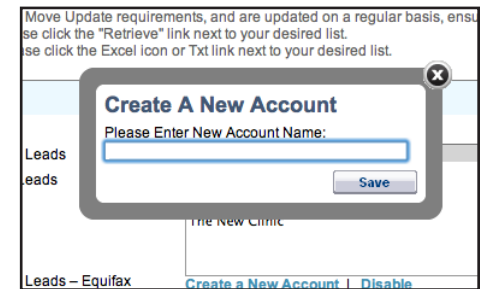 Move Update requirements, and are updated on a regular basis, ensu
se click the "Retrieve" link next to your desired list.
ase click the Excel icon or Txt link next to your desired list.
Create A New Account
Please Enter New Account Name:
Leads
Leads
Save
The New Clinic
Leads – Equifax
Create a New Account | Disable